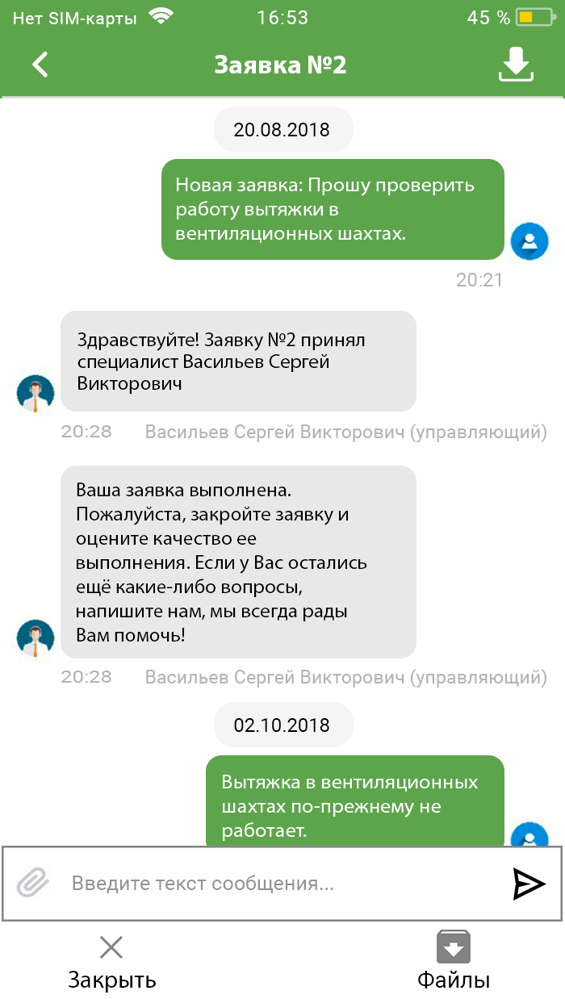 Нет SIM-карты 16:53 45 %
Заявка №2
20.08.2018
Новая заявка: Прошу проверить
работу вытяжки в
вентиляционных шахтах.
20:21
Здравствуйте! Заявку №2 принял
специалист Васильев Сергей
Викторович
20:28 Васильев Сергей Викторович (управляющий)
Ваша заявка выполнена.
Пожалуйста, закройте заявку и
оцените качество ее
выполнения. Если у Вас остались
ещё какие-либо вопросы,
напишите нам, мы всегда рады
Вам помочь!
20:28 Васильев Сергей Викторович (управляющий)
02.10.2018
Вытяжка в вентиляционных
шахтах по-прежнему не
работает.
Введите текст сообщения...
Закрыть Файлы